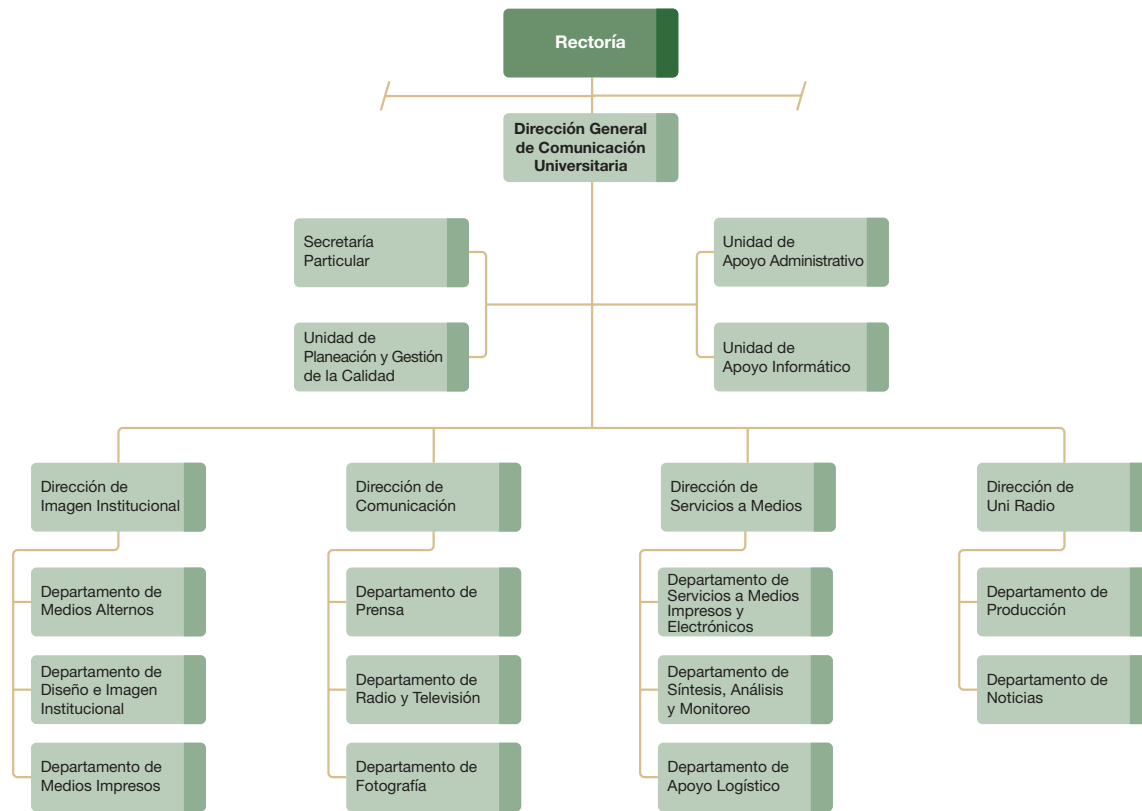 Rectoría
Dirección General
de Comunicación
Universitaria
Secretaría
Particular
Unidad de
Apoyo Administrativo
Unidad de
Planeación y Gestión
de la Calidad
Unidad de
Apoyo Informático
Dirección de
Imagen Institucional
Dirección de
Comunicación
Dirección de
Servicios a Medios
Dirección de
Uni Radio
Departamento de
Medios Alternos
Departamento de
Prensa
Departamento de
Servicios a Medios
Impresos y
Electrónicos
Departamento de
Producción
Departamento de
Diseño e Imagen
Institucional
Departamento de
Radio y Televisión
Departamento de
Síntesis, Análisis
y Monitoreo
Departamento de
Noticias
Departamento de
Medios Impresos
Departamento de
Fotografía
Departamento de
Apoyo Logístico